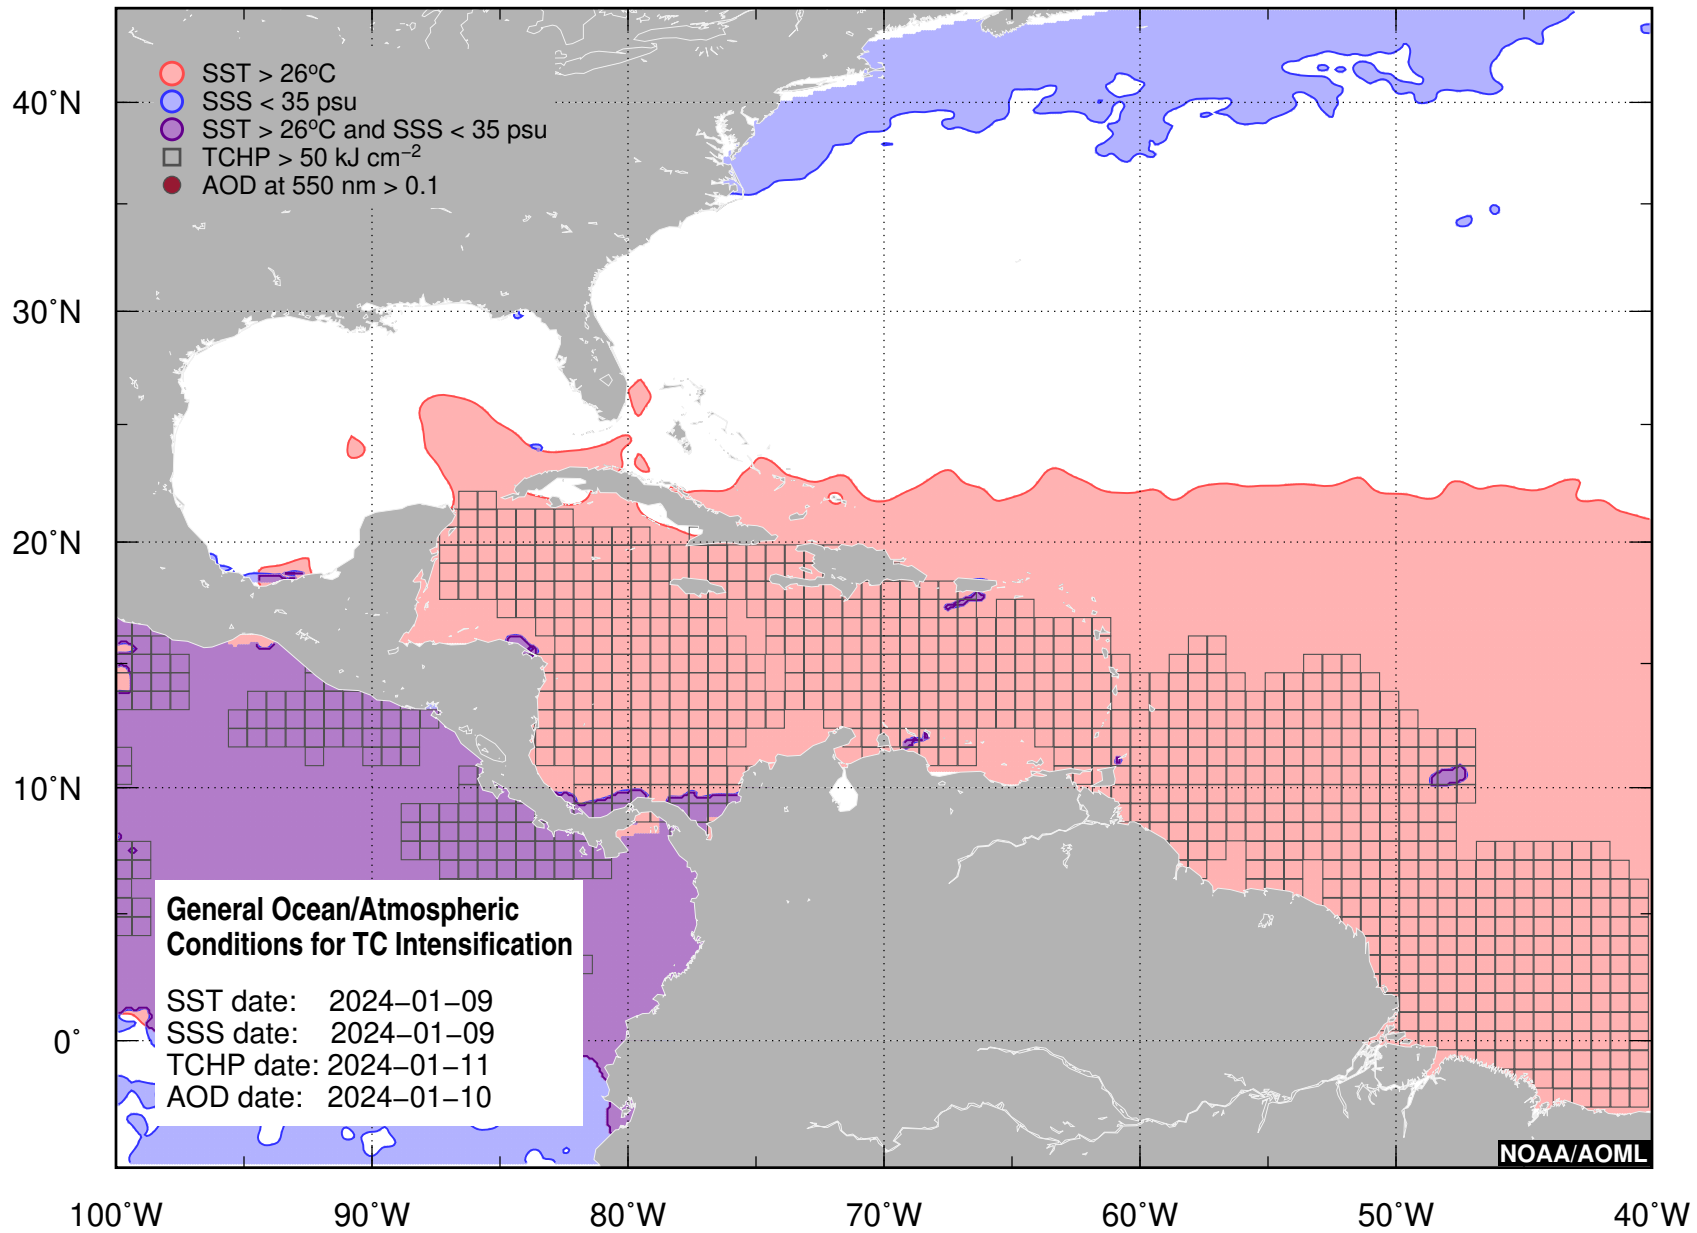 SST > 26ºC
SSS < 35 psu
SST > 26ºC and SSS < 35 psu
TCHP > 50 kJ cm−2
AOD at 550 nm > 0.1
40˚N
30˚N
20˚N
10˚N
0˚
General Ocean/Atmospheric
Conditions for TC Intensification
SST date: 2024−01−09
SSS date: 2024−01−09
TCHP date: 2024−01−11
AOD date: 2024−01−10
NOAA/AOML
100˚W 90˚W 80˚W 70˚W 60˚W 50˚W 40˚W